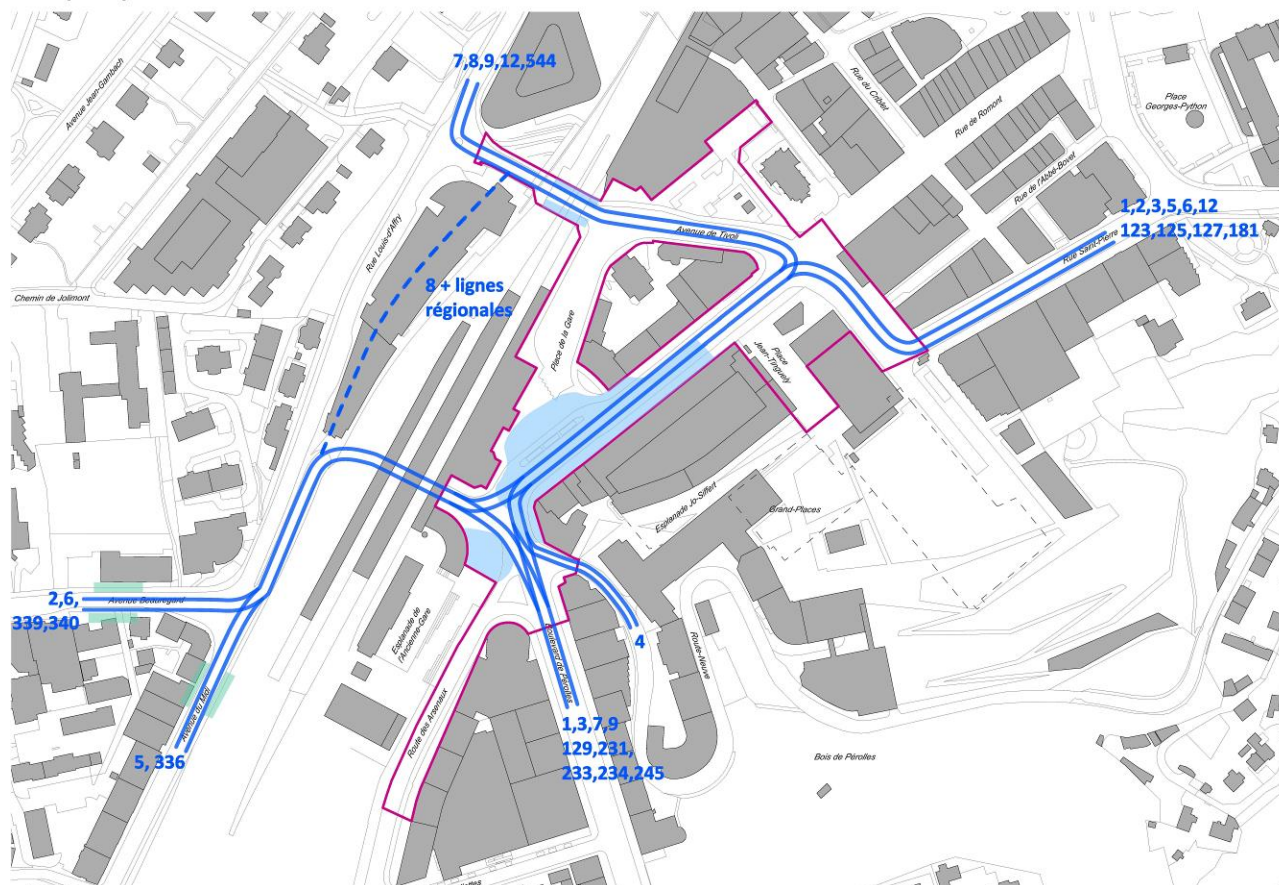 7,8,9,12,544
Avenue Jean-Gambach
Rue du Criblet
Place
Georges-Python
Rue de Romont
Rue de l'Abbé-Bovet
1,2,3,5,6,12
123,125,127,181
Rue Saint-Pierre
Avenue de Tivoli
Rue Louis-d'Affry
Chemin de Jolimont
8 + lignes
régionales
Place de la Gare
Place
Jean-Tinguely
Esplanade Jo-Siffert
Grand-Places
Avenue Beauregard
2,6,
339,340
Esplanade de
l'Ancienne-Gare
4
Route-Neuve
Boulevard de Pérolles
Avenue du Midi
Route des Arsenaux
5, 336
1,3,7,9
129,231,
233,234,245
Bois de Pérolles